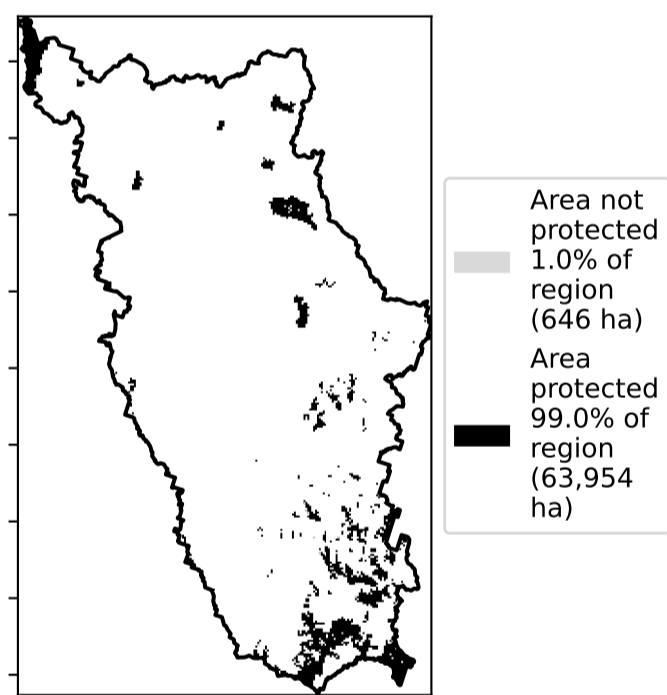 Area not
protected
1.0% of
region
(646 ha)
Area
protected
99.0% of
region
(63,954
ha)